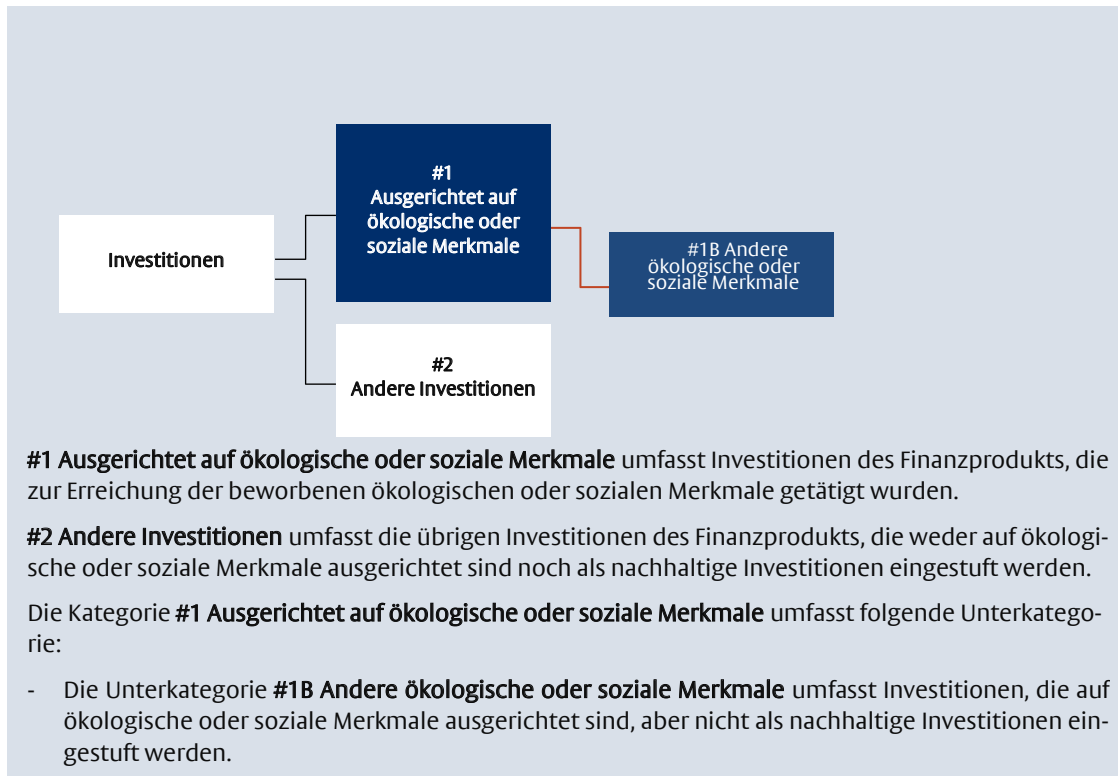 #1
Ausgerichtet auf
ökologische oder
soziale Merkmale
Investitionen
#1B Andere
ökologische oder
soziale Merkmale
#2
Andere Investitionen
#1 Ausgerichtet auf ökologische oder soziale Merkmale umfasst Investitionen des Finanzprodukts, die
zur Erreichung der beworbenen ökologischen oder sozialen Merkmale getätigt wurden.
#2 Andere Investitionen umfasst die übrigen Investitionen des Finanzprodukts, die weder auf ökologi-
sche oder soziale Merkmale ausgerichtet sind noch als nachhaltige Investitionen eingestuft werden.
Die Kategorie #1 Ausgerichtet auf ökologische oder soziale Merkmale umfasst folgende Unterkatego-
rie:
- Die Unterkategorie #1B Andere ökologische oder soziale Merkmale umfasst Investitionen, die auf
ökologische oder soziale Merkmale ausgerichtet sind, aber nicht als nachhaltige Investitionen ein-
gestuft werden.